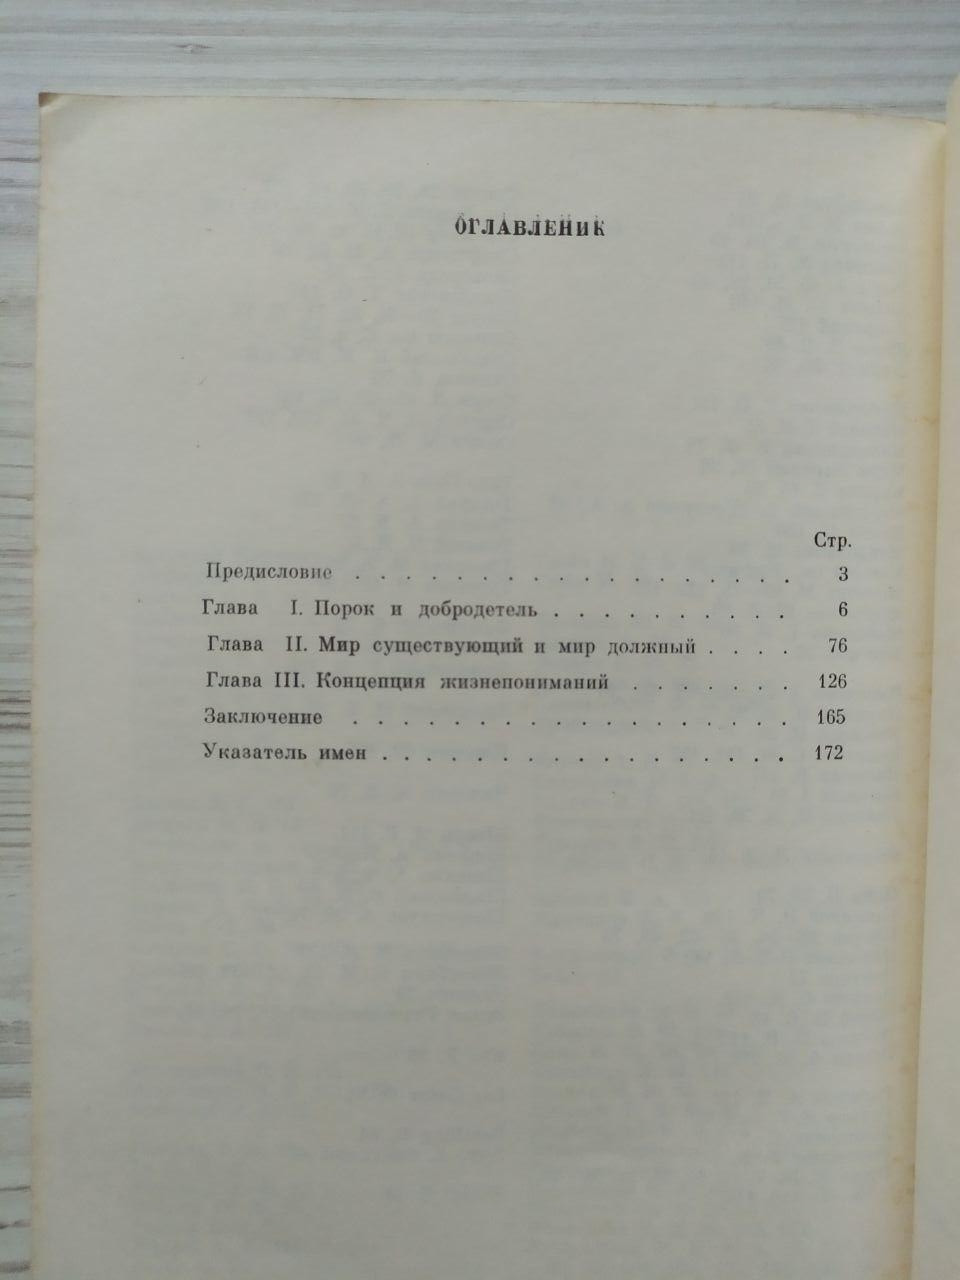 ОГЛАВЛЕНИЕ
Стр.
Предисловие . . . . . . . . . . . . . . . . . . 3
Глава I. Порок и добродетель . . . . . . . . . . 6
Глава II. Мир существующий и мир должный . . . . 76
Глава III. Концепция жизнепониманий . . . . . . . 126
Заключение . . . . . . . . . . . . . . . . . . 165
Указатель имен . . . . . . . . . . . . . . . . . 172